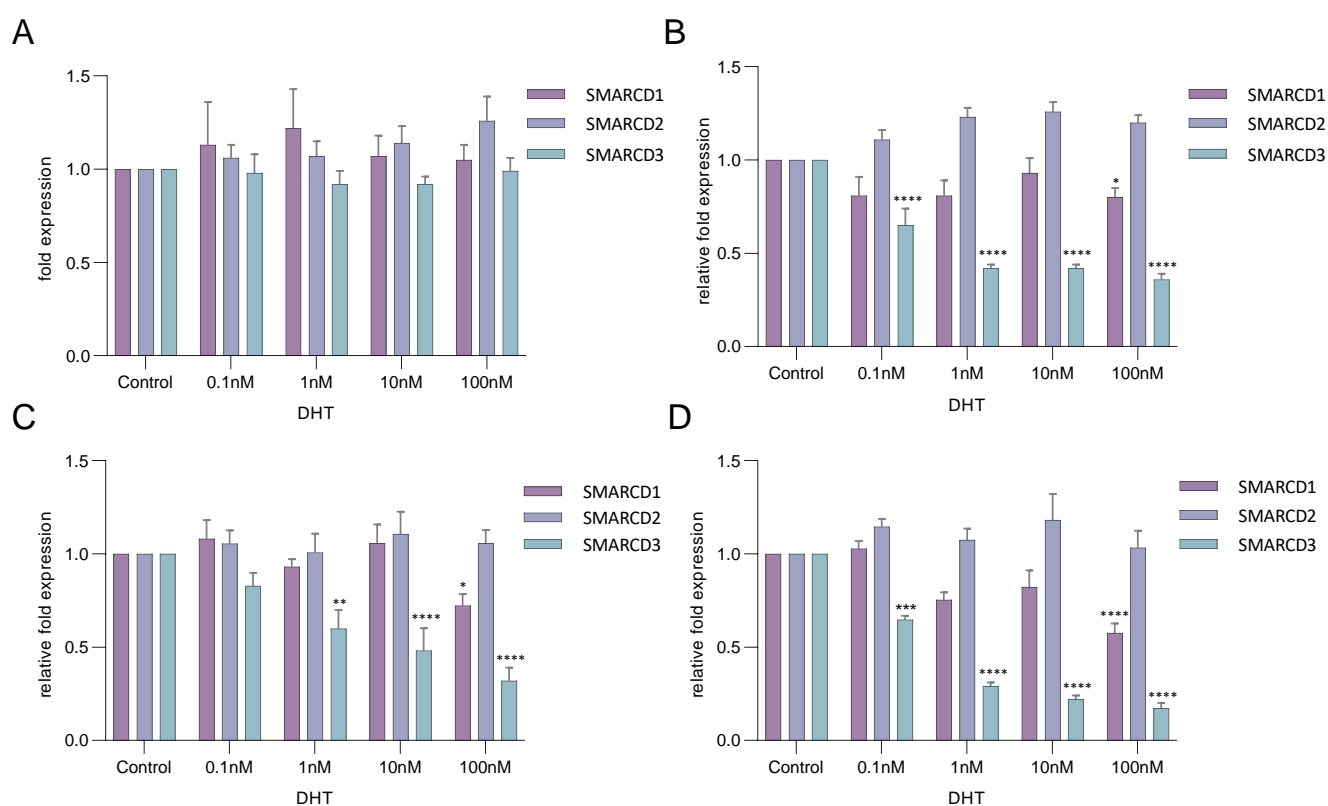 A
fold expression
1.5
1.0
0.5
0.0
SMARCD1
SMARCD2
SMARCD3
Control 0.1nM 1nM 10nM 100nM
DHT
B
relative fold expression
1.5
1.0
0.5
0.0
SMARCD1
SMARCD2
SMARCD3
****
****
****
*
****
Control 0.1nM 1nM 10nM 100nM
DHT
C
relative fold expression
1.5
1.0
0.5
0.0
SMARCD1
SMARCD2
SMARCD3
**
****
*
****
Control 0.1nM 1nM 10nM 100nM
DHT
D
relative fold expression
1.5
1.0
0.5
0.0
SMARCD1
SMARCD2
SMARCD3
***
****
****
****
****
Control 0.1nM 1nM 10nM 100nM
DHT